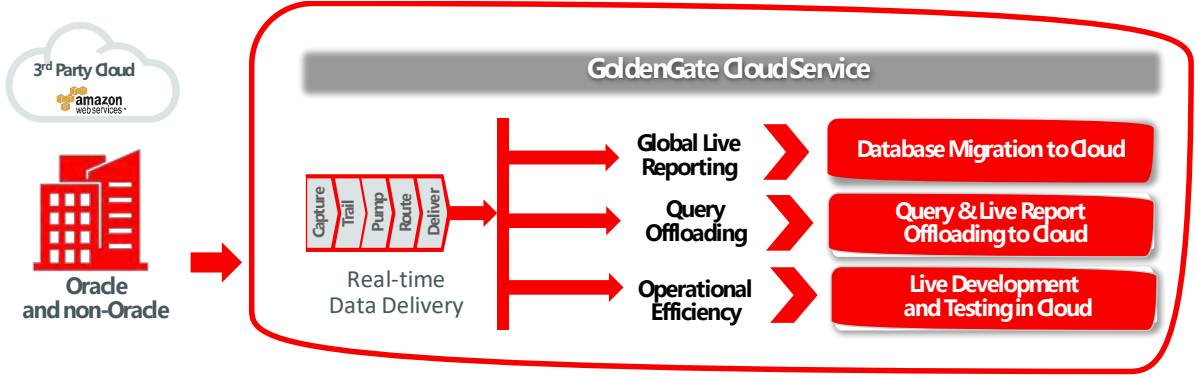 3rd Party Cloud
amazon
webservices™
Oracle
and non-Oracle
GoldenGate Cloud Service
Capture
Trail
Pump
Route
Deliver
Real-time
Data Delivery
Global Live
Reporting
Database Migration to Cloud
Query
Offloading
Query & Live Report
Offloading to Cloud
Operational
Efficiency
Live Development
and Testing in Cloud